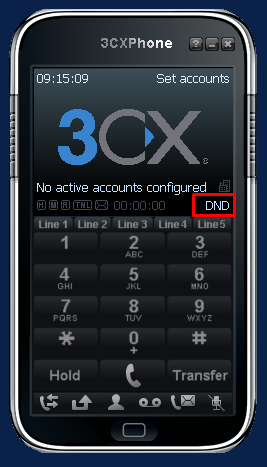 3CXPhone
09:15:09 Set accounts
3CX
No active accounts configured
H M R TNL 00:00:00 DND
Line 1 Line 2 Line 3 Line 4 Line5
1 2 3
ABC DEF
4 5 6
GHI JKL MNO
7 8 9
PQRS TUV WXYZ
* 0 #
+
Hold Transfer